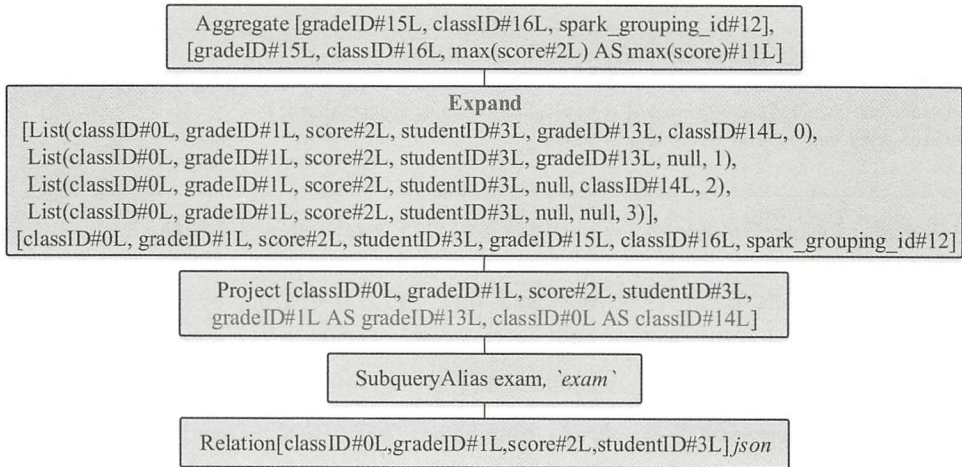 Aggregate [gradeID#15L, classID#16L, spark_grouping_id#12],
[gradeID#15L, classID#16L, max(score#2L) AS max(score)#11L]
Expand
[List(classID#0L, gradeID#1L, score#2L, studentID#3L, gradeID#13L, classID#14L, 0),
List(classID#0L, gradeID#1L, score#2L, studentID#3L, gradeID#13L, null, 1),
List(classID#0L, gradeID#1L, score#2L, studentID#3L, null, classID#14L, 2),
List(classID#0L, gradeID#1L, score#2L, studentID#3L, null, null, 3)],
[classID#0L, gradeID#1L, score#2L, studentID#3L, gradeID#15L, classID#16L, spark_grouping_id#12]
Project [classID#0L, gradeID#1L, score#2L, studentID#3L,
gradeID#1L AS gradeID#13L, classID#0L AS classID#14L]
SubqueryAlias exam, `exam`
Relation[classID#0L,gradeID#1L,score#2L,studentID#3L] json